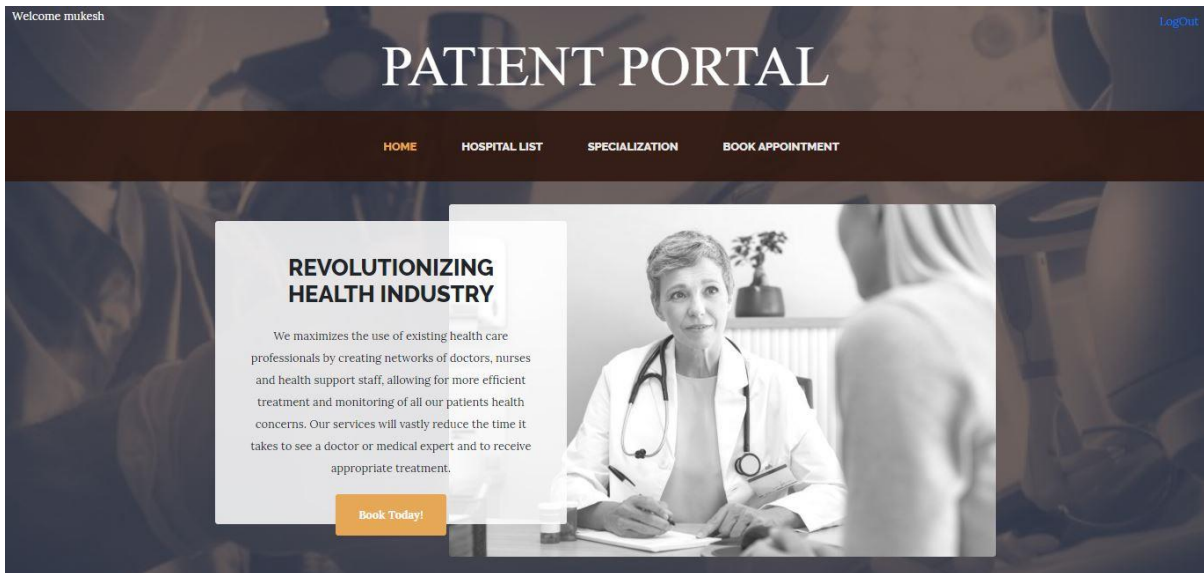 Welcome mukesh
LogOut
PATIENT PORTAL
HOME HOSPITAL LIST SPECIALIZATION BOOK APPOINTMENT
REVOLUTIONIZING
HEALTH INDUSTRY
We maximizes the use of existing health care
professionals by creating networks of doctors, nurses
and health support staff, allowing for more efficient
treatment and monitoring of all our patients health
concerns. Our services will vastly reduce the time it
takes to see a doctor or medical expert and to receive
appropriate treatment.
Book Today!